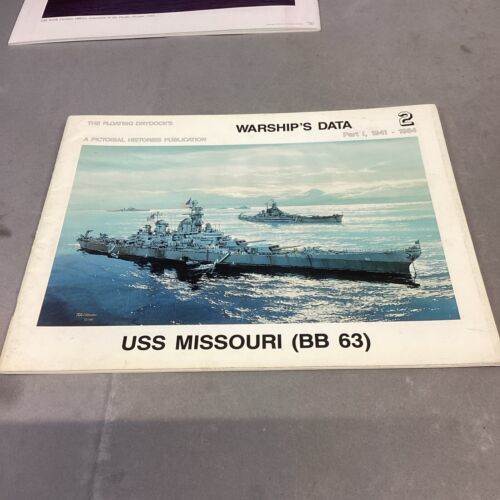 THE FLOATING DRYDOCK'S
WARSHIP'S DATA
2
A PICTORIAL HISTORIES PUBLICATION
Part I, 1941 - 1984
USS MISSOURI (BB 63)